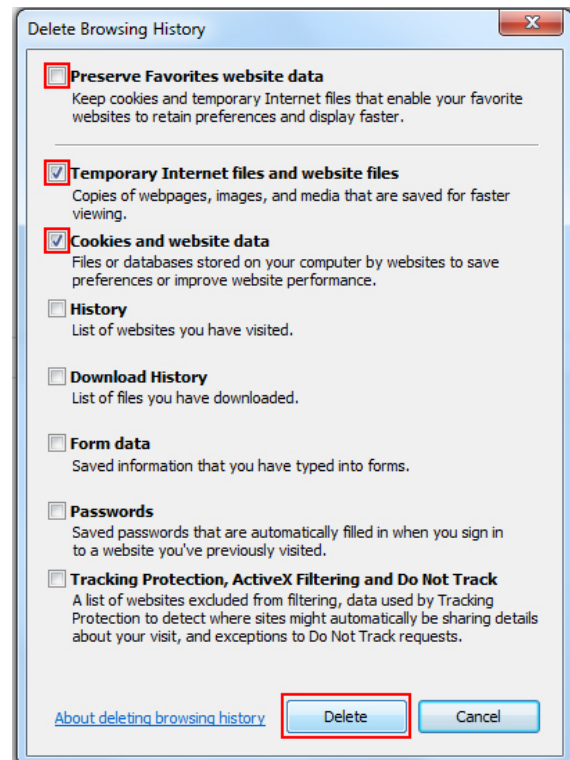 Delete Browsing History
Preserve Favorites website data
Keep cookies and temporary Internet files that enable your favorite
websites to retain preferences and display faster.
Temporary Internet files and website files
Copies of webpages, images, and media that are saved for faster
viewing.
Cookies and website data
Files or databases stored on your computer by websites to save
preferences or improve website performance.
History
List of websites you have visited.
Download History
List of files you have downloaded.
Form data
Saved information that you have typed into forms.
Passwords
Saved passwords that are automatically filled in when you sign in
to a website you've previously visited.
Tracking Protection, ActiveX Filtering and Do Not Track
A list of websites excluded from filtering, data used by Tracking
Protection to detect where sites might automatically be sharing details
about your visit, and exceptions to Do Not Track requests.
About deleting browsing history Delete Cancel